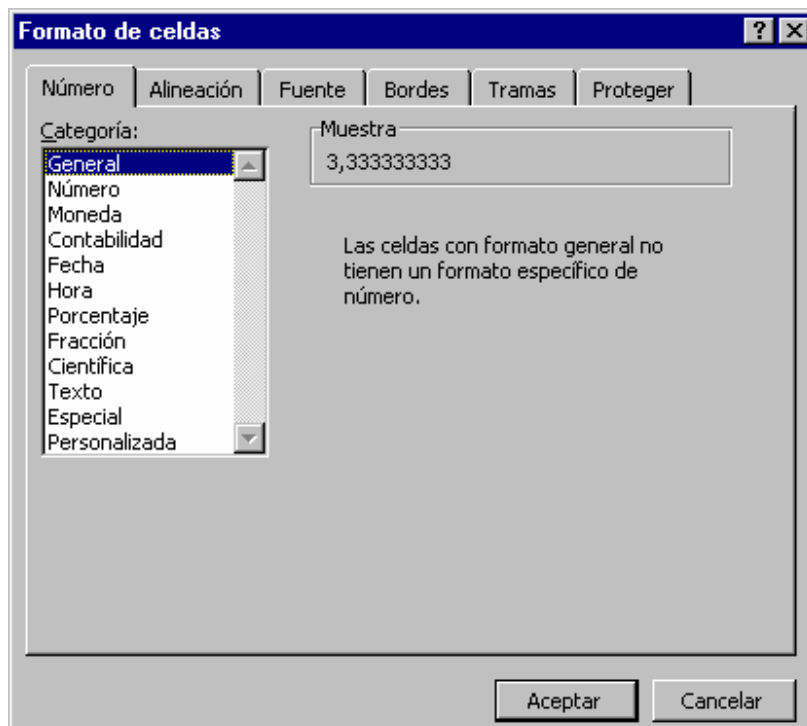 Formato de celdas
Número Alineación Fuente Bordes Tramas Proteger
Categoría:
General
Número
Moneda
Contabilidad
Fecha
Hora
Porcentaje
Fracción
Científica
Texto
Especial
Personalizada
Muestra
3,333333333
Las celdas con formato general no
tienen un formato específico de
número.
Aceptar Cancelar